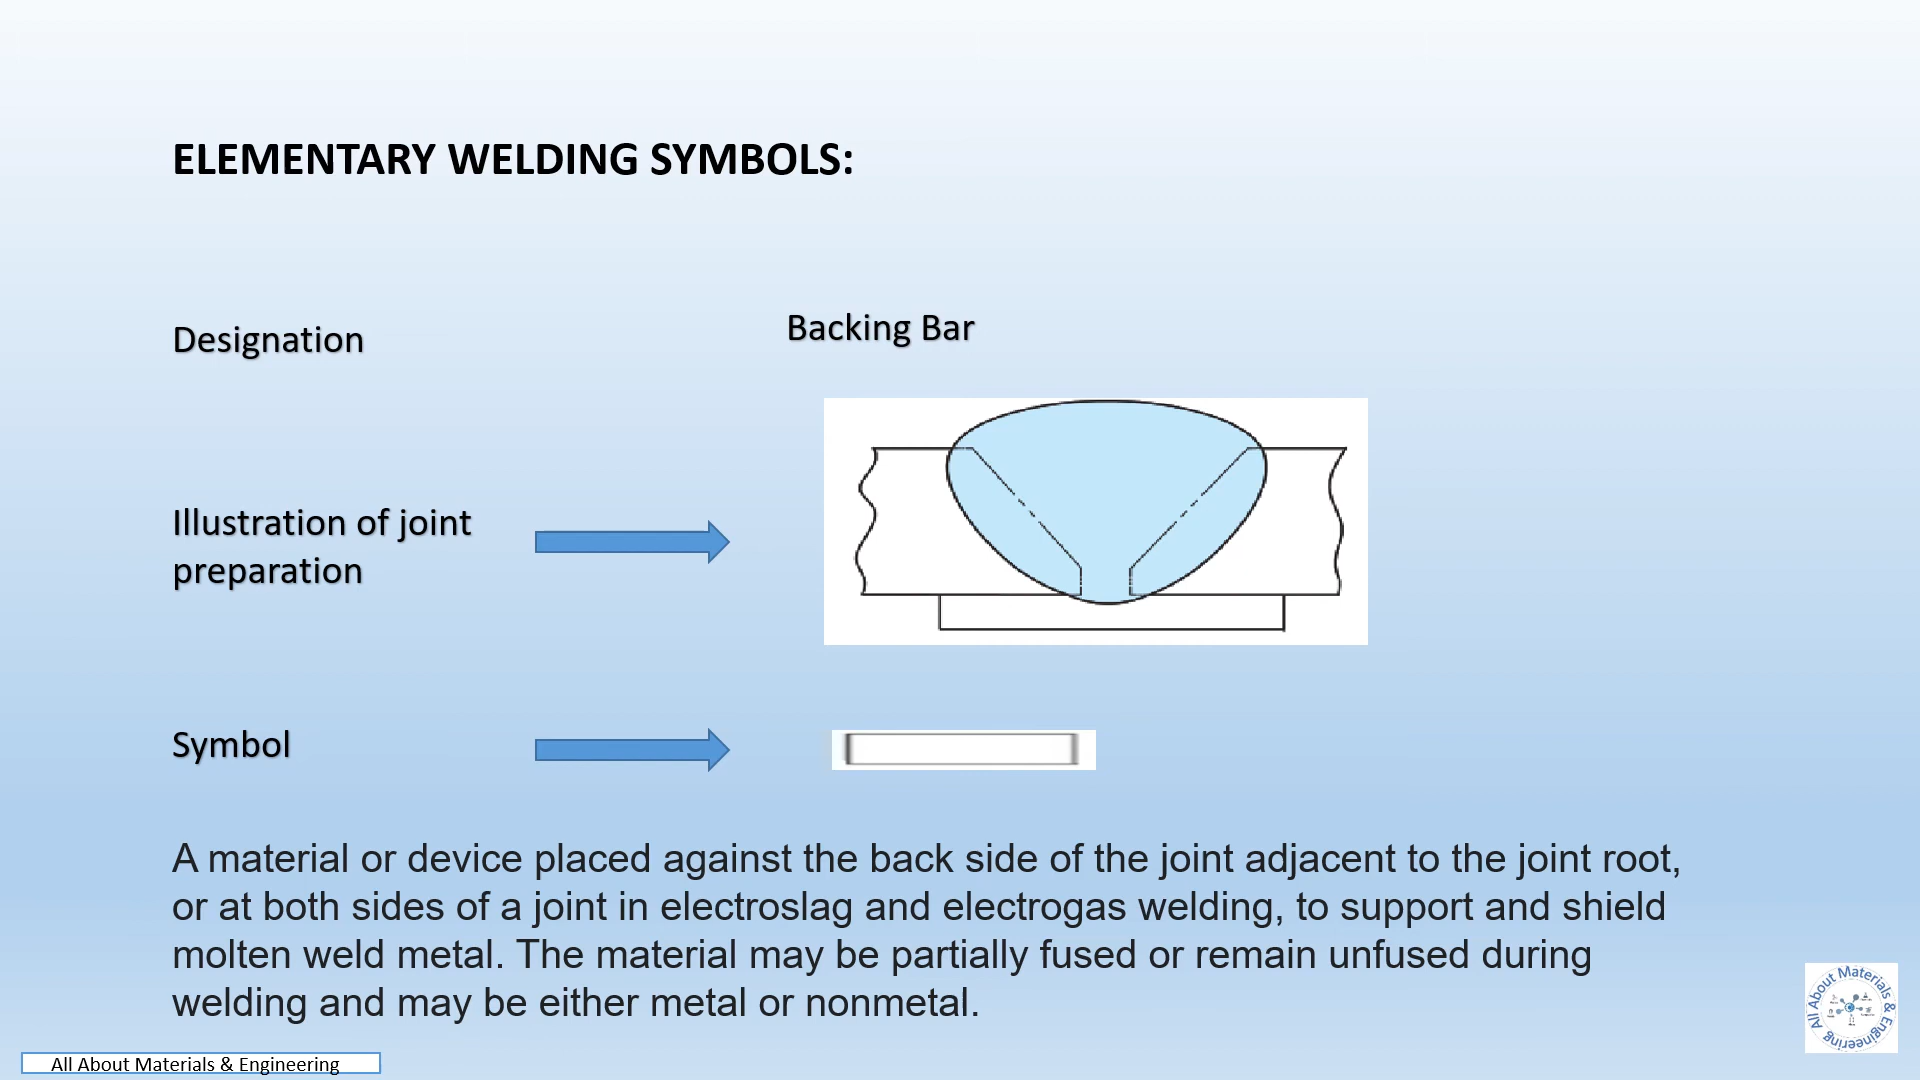 ELEMENTARY WELDING SYMBOLS:
Designation
Backing Bar
Illustration of joint
preparation
Symbol
A material or device placed against the back side of the joint adjacent to the joint root,
or at both sides of a joint in electroslag and electrogas welding, to support and shield
molten weld metal. The material may be partially fused or remain unfused during
welding and may be either metal or nonmetal.
All About Materials & Engineering
All About Materials & Engineering